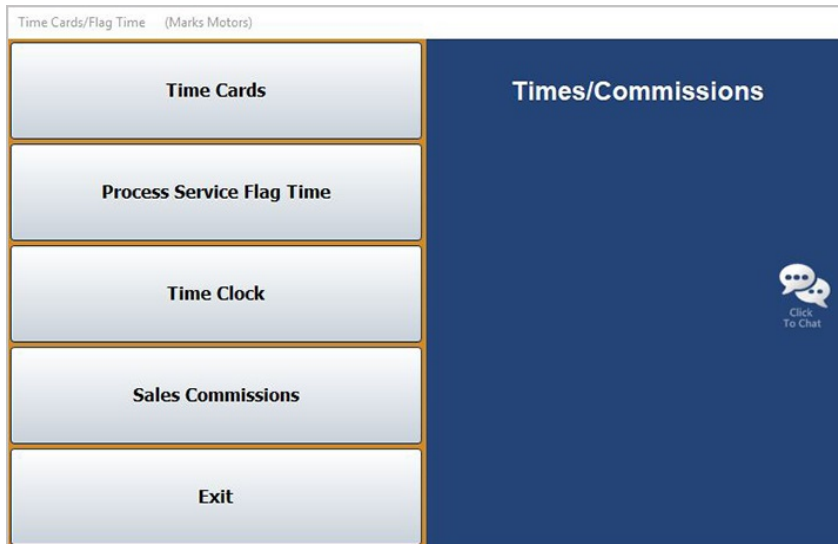 Time Cards/Flag Time (Marks Motors)
Time Cards
Process Service Flag Time
Time Clock
Sales Commissions
Exit
Times/Commissions
Click
To Chat